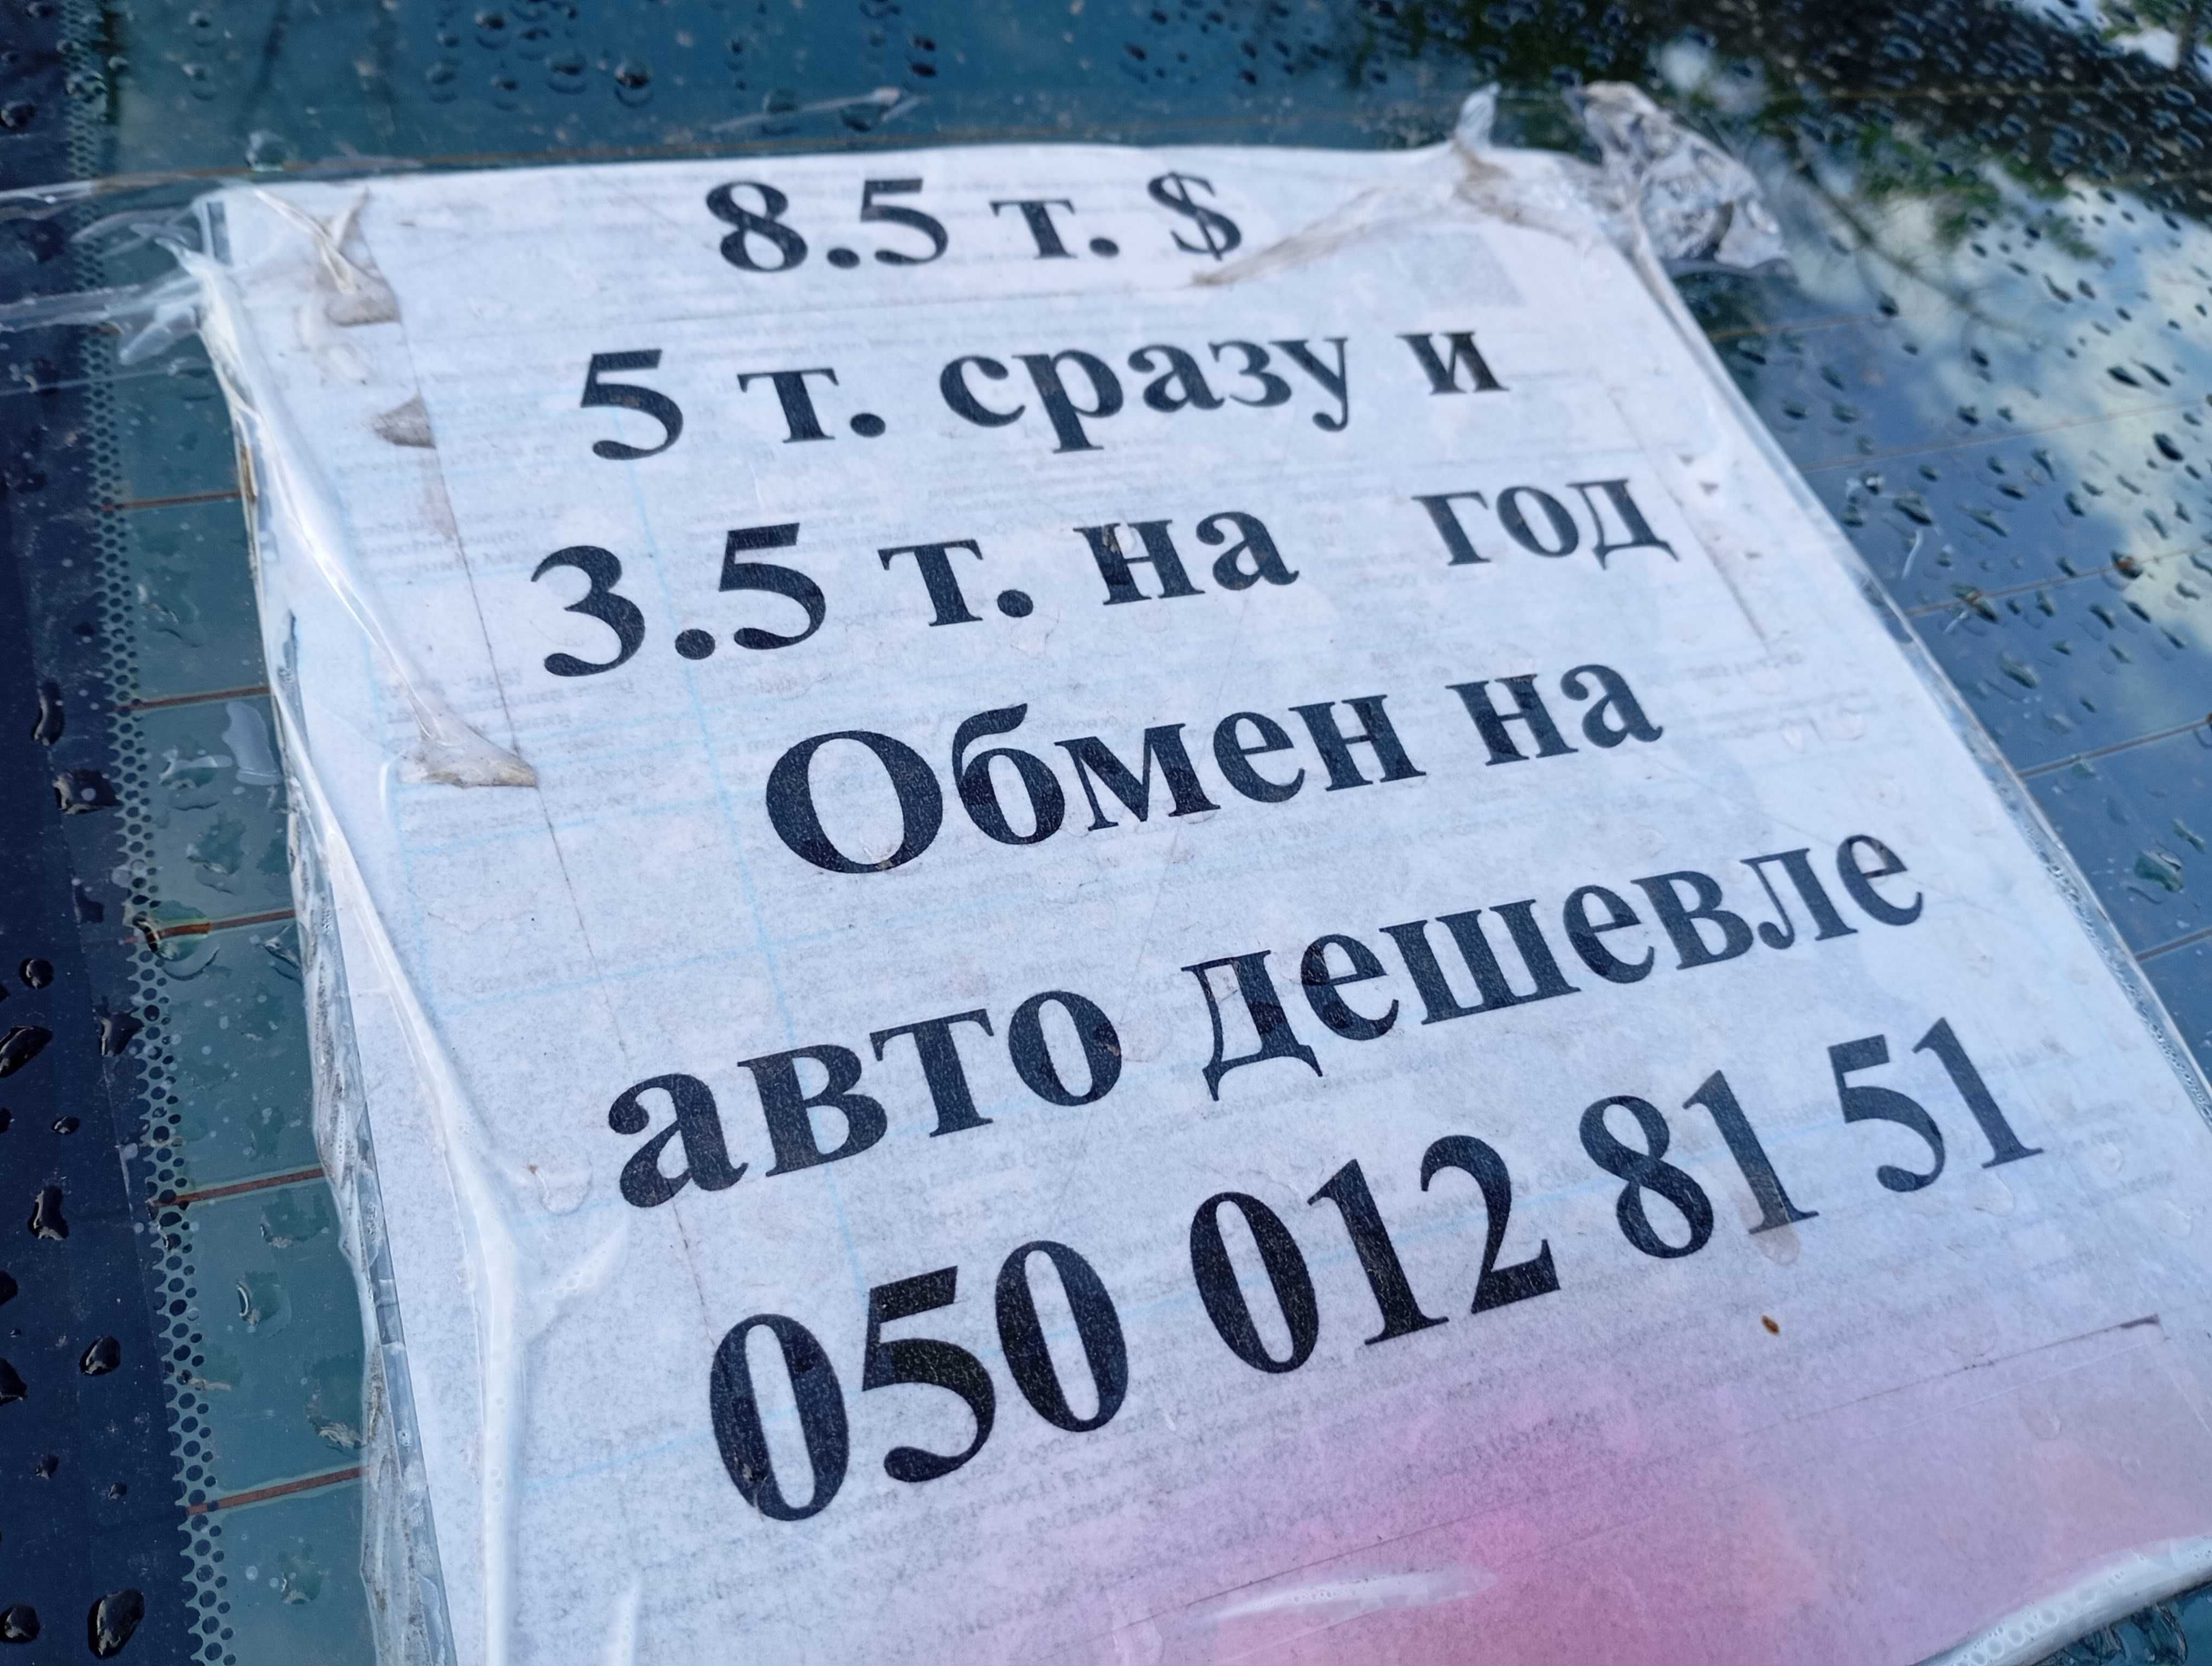 8.5 т. $
5 т. сразу и
3.5 т. на год
Обмен на
авто дешевле
050 012 81 51